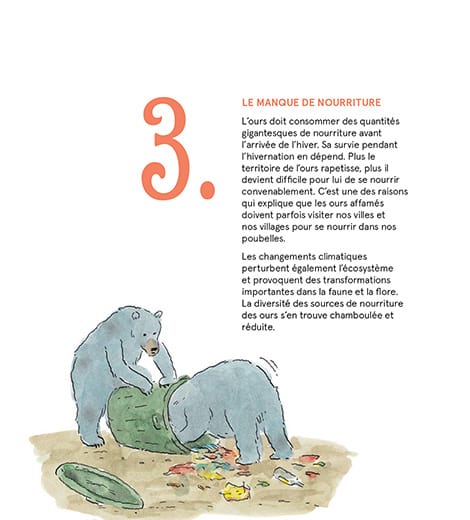 3.
LE MANQUE DE NOURRITURE
L'ours doit consommer des quantités
gigantesques de nourriture avant
l'arrivée de l'hiver. Sa survie pendant
l'hivernation en dépend. Plus le
territoire de l'ours rapetisse, plus il
devient difficile pour lui de se nourrir
convenablement. C'est une des raisons
qui explique que les ours affamés
doivent parfois visiter nos villes et
nos villages pour se nourrir dans nos
poubelles.
Les changements climatiques
perturbent également l'écosystème
et provoquent des transformations
importantes dans la faune et la flore.
La diversité des sources de nourriture
des ours s'en trouve chamboulée et
réduite.